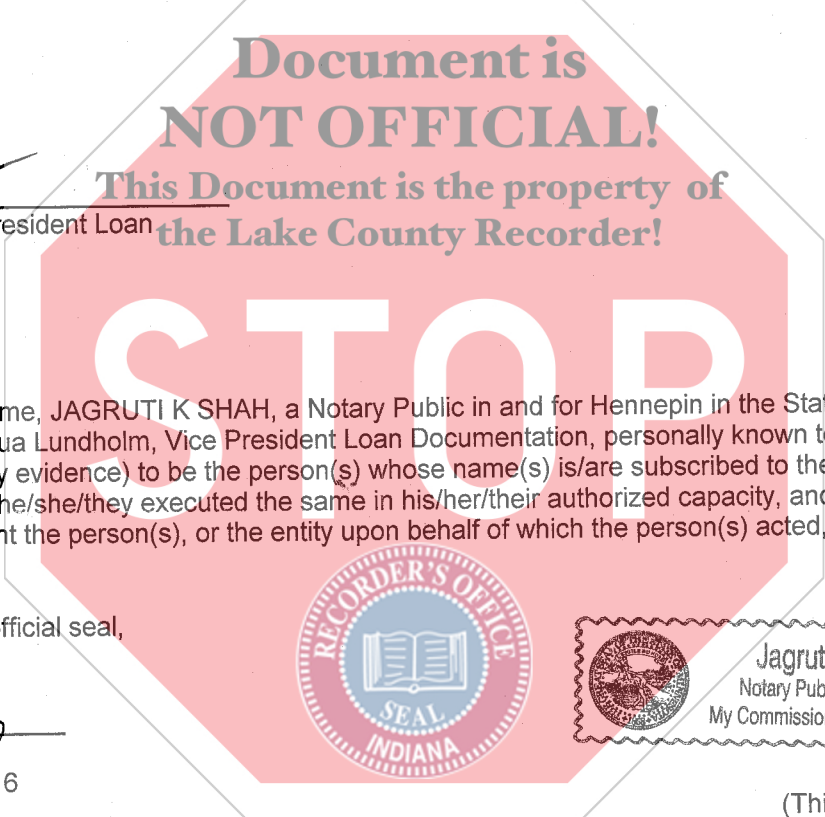 Document is
NOT OFFICIAL!
This Document is the property of
the Lake County Recorder!
resident Loan
STOP
me, JAGRUTI K SHAH, a Notary Public in and for Hennepin in the Stat
ua Lundholm, Vice President Loan Documentation, personally known t
y evidence) to be the person(s) whose name(s) is/are subscribed to the
he/she/they executed the same in his/her/their authorized capacity, and
nt the person(s), or the entity upon behalf of which the person(s) acted,
RECORDER'S OFFICE
SEAL
INDIANA
fficial seal,
Jagrut
Notary Pub
My Commissio
6
(Thi